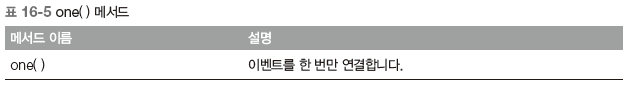 표 16-5 one( ) 메서드
메서드 이름 설명
one( ) 이벤트를 한 번만 연결합니다.